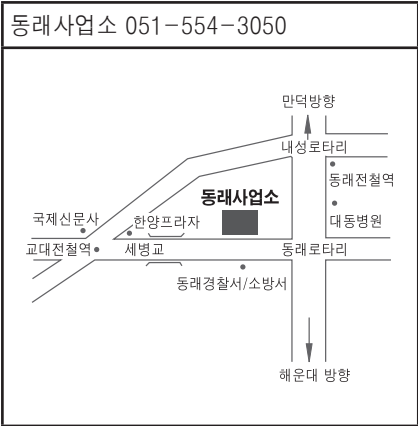 동래사업소 051-554-3050
만덕방향
내성로타리
동래전철역
동래사업소
대동병원
국제신문사
한양프라자
교대전철역
세병교
동래로타리
동래경찰서/소방서
해운대 방향